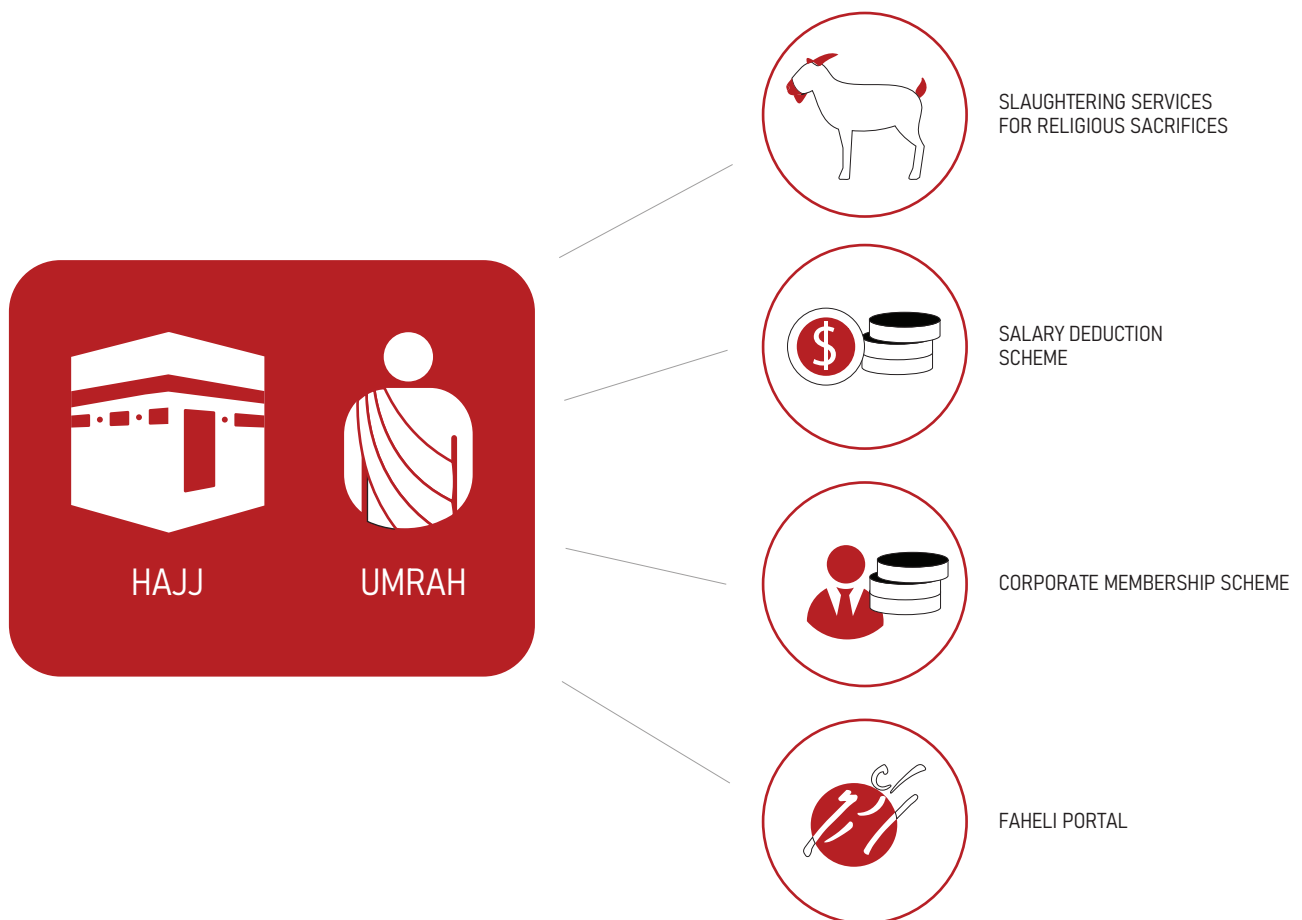 HAJJ
UMRAH
SLAUGHTERING SERVICES
FOR RELIGIOUS SACRIFICES
SALARY DEDUCTION
SCHEME
$
CORPORATE MEMBERSHIP SCHEME
FAHELI PORTAL